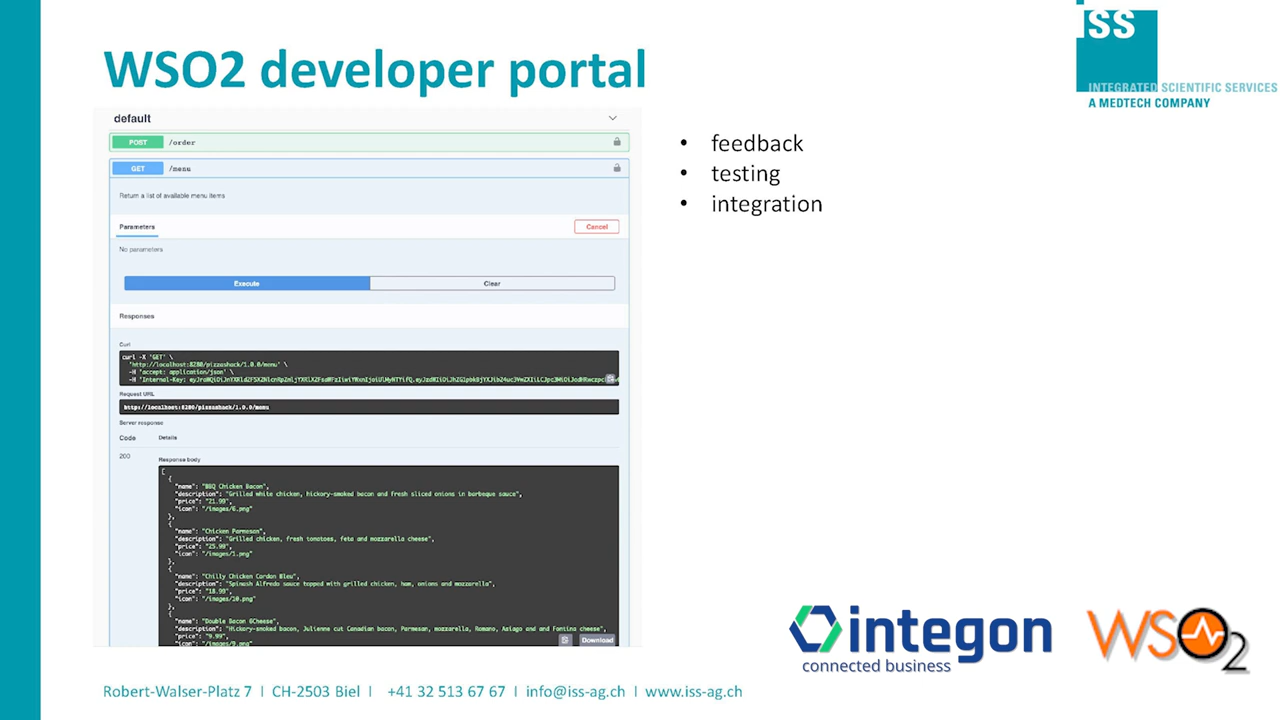 WSO2 developer portal
iss
INTEGRATED SCIENTIFIC SERVICES
A MEDTECH COMPANY
default
POST /order
GET /menu
Return a list of available menu items
Parameters
Cancel
No parameters
Execute
Clear
Responses
Curl
curl -X 'GET' \
'http://localhost:8280/pizzashack/1.0.0/menu' \
-H 'accept: application/json' \
-H 'Internal-Key:
Request URL
http://localhost:8280/pizzashack/1.0.0/menu
Server response
Code Details
200
Response body
[
{
"name": "BBQ Chicken Bacon",
"description": "Grilled white chicken, hickory-smoked bacon and fresh sliced onions in barbeque sauce",
"price": "21.99",
"icon": "/images/6.png"
},
{
"name": "Chicken Parmesan",
"description": "Grilled chicken, fresh tomatoes, feta and mozzarella cheese",
"price": "25.99",
"icon": "/images/1.png"
},
{
"name": "Chilly Chicken Cordon Bleu",
"description": "Spinash Alfredo sauce topped with grilled chicken, ham, onions and mozzarella",
"price": "18.99",
"icon": "/images/10.png"
},
{
"name": "Double Bacon 6Cheese",
"description": "Hickory-smoked bacon, Julienne cut Canadian bacon, Parmesan, mozzarella, Romano, Asiago and and Fontina cheese",
"price": "9.99",
"icon": "/images/9.png"
Download
• feedback
• testing
• integration
integon
connected business
WSO2
Robert-Walser-Platz 7 I CH-2503 Biel I +41 32 513 67 67 I info@iss-ag.ch I www.iss-ag.ch